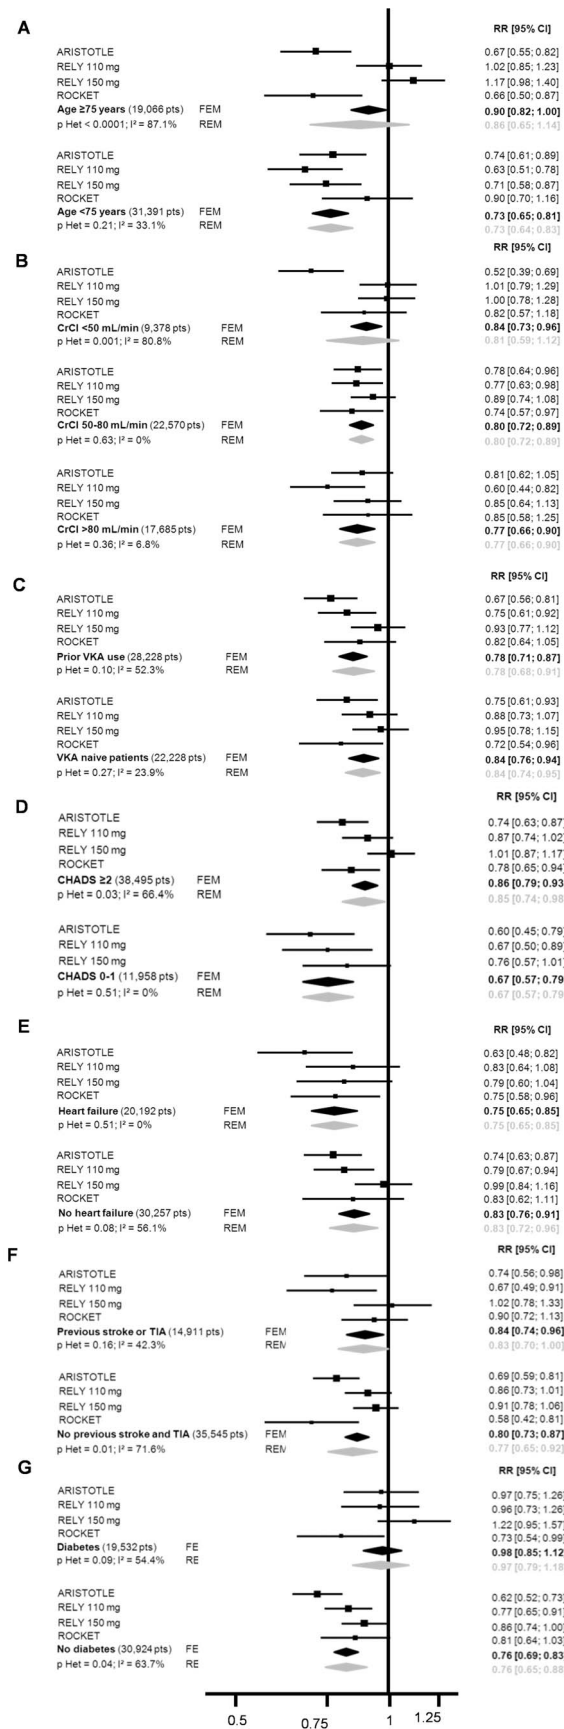 A
RR [95% CI]
ARISTOTLE 0.67 [0.55; 0.82]
RELY 110 mg 1.02 [0.85; 1.23]
RELY 150 mg 1.17 [0.98; 1.40]
ROCKET 0.66 [0.50; 0.87]
Age ≥75 years (19,066 pts) FEM 0.90 [0.82; 1.00]
p Het < 0.0001; I² = 87.1% REM 0.86 [0.65; 1.14]
ARISTOTLE 0.74 [0.61; 0.89]
RELY 110 mg 0.63 [0.51; 0.78]
RELY 150 mg 0.71 [0.58; 0.87]
ROCKET 0.90 [0.70; 1.16]
Age <75 years (31,391 pts) FEM 0.73 [0.65; 0.81]
p Het = 0.21; I² = 33.1% REM 0.73 [0.64; 0.83]
RR [95% CI]
B
ARISTOTLE 0.52 [0.39; 0.69]
RELY 110 mg 1.01 [0.79; 1.29]
RELY 150 mg 1.00 [0.78; 1.28]
ROCKET 0.82 [0.57; 1.18]
CrCl <50 mL/min (9,378 pts) FEM 0.84 [0.73; 0.96]
p Het = 0.001; I² = 80.8% REM 0.81 [0.59; 1.12]
ARISTOTLE 0.78 [0.64; 0.96]
RELY 110 mg 0.77 [0.63; 0.98]
RELY 150 mg 0.89 [0.74; 1.08]
ROCKET 0.74 [0.57; 0.97]
CrCl 50-80 mL/min (22,570 pts) FEM 0.80 [0.72; 0.89]
p Het = 0.63; I² = 0% REM 0.80 [0.72; 0.89]
ARISTOTLE 0.81 [0.62; 1.05]
RELY 110 mg 0.60 [0.44; 0.82]
RELY 150 mg 0.85 [0.64; 1.13]
ROCKET 0.85 [0.58; 1.25]
CrCl >80 mL/min (17,685 pts) FEM 0.77 [0.66; 0.90]
p Het = 0.36; I² = 6.8% REM 0.77 [0.66; 0.90]
RR [95% CI]
C
ARISTOTLE 0.67 [0.56; 0.81]
RELY 110 mg 0.75 [0.61; 0.92]
RELY 150 mg 0.93 [0.77; 1.12]
ROCKET 0.82 [0.64; 1.05]
Prior VKA use (28,228 pts) FEM 0.78 [0.71; 0.87]
p Het = 0.10; I² = 52.3% REM 0.78 [0.68; 0.91]
ARISTOTLE 0.75 [0.61; 0.93]
RELY 110 mg 0.88 [0.73; 1.07]
RELY 150 mg 0.95 [0.78; 1.15]
ROCKET 0.72 [0.54; 0.96]
VKA naive patients (22,228 pts) FEM 0.84 [0.76; 0.94]
p Het = 0.27; I² = 23.9% REM 0.84 [0.74; 0.95]
RR [95% CI]
D
ARISTOTLE 0.74 [0.63; 0.87]
RELY 110 mg 0.87 [0.74; 1.02]
RELY 150 mg 1.01 [0.87; 1.17]
ROCKET 0.78 [0.65; 0.94]
CHADS ≥2 (38,495 pts) FEM 0.86 [0.79; 0.93
p Het = 0.03; I² = 66.4% REM 0.85 [0.74; 0.98
ARISTOTLE 0.60 [0.45; 0.79]
RELY 110 mg 0.67 [0.50; 0.89]
RELY 150 mg 0.76 [0.57; 1.01]
CHADS 0-1 (11,958 pts) FEM 0.67 [0.57; 0.79
p Het = 0.51; I² = 0% REM 0.67 [0.57; 0.79
E
RR [95% CI]
ARISTOTLE 0.63 [0.48; 0.82]
RELY 110 mg 0.83 [0.64; 1.08]
RELY 150 mg 0.79 [0.60; 1.04]
ROCKET 0.75 [0.58; 0.96]
Heart failure (20,192 pts) FEM 0.75 [0.65; 0.85]
p Het = 0.51; I² = 0% REM 0.75 [0.65; 0.85]
ARISTOTLE 0.74 [0.63; 0.87]
RELY 110 mg 0.79 [0.67; 0.94]
RELY 150 mg 0.99 [0.84; 1.16]
ROCKET 0.83 [0.62; 1.11]
No heart failure (30,257 pts) FEM 0.83 [0.76; 0.91]
p Het = 0.08; I² = 56.1% REM 0.83 [0.72; 0.96]
RR [95% CI]
F
ARISTOTLE 0.74 [0.56; 0.98]
RELY 110 mg 0.67 [0.49; 0.91]
RELY 150 mg 1.02 [0.78; 1.33]
ROCKET 0.90 [0.72; 1.13]
Previous stroke or TIA (14,911 pts) FEM 0.84 [0.74; 0.96]
p Het = 0.16; I² = 42.3% REM 0.83 [0.70; 1.00]
ARISTOTLE 0.69 [0.59; 0.81]
RELY 110 mg 0.86 [0.73; 1.01]
RELY 150 mg 0.91 [0.78; 1.06]
ROCKET 0.58 [0.42; 0.81]
No previous stroke and TIA (35,545 pts) FEM 0.80 [0.73; 0.87]
p Het = 0.01; I² = 71.6% REM 0.77 [0.65; 0.92]
G
RR [95% CI]
ARISTOTLE 0.97 [0.75; 1.26]
RELY 110 mg 0.96 [0.73; 1.26]
RELY 150 mg 1.22 [0.95; 1.57]
ROCKET 0.73 [0.54; 0.99]
Diabetes (19,532 pts) FE 0.98 [0.85; 1.12
p Het = 0.09; I² = 54.4% RE 0.97 [0.79; 1.18
ARISTOTLE 0.62 [0.52; 0.73]
RELY 110 mg 0.77 [0.65; 0.91]
RELY 150 mg 0.86 [0.74; 1.00]
ROCKET 0.81 [0.64; 1.03]
No diabetes (30,924 pts) FE 0.76 [0.69; 0.83
p Het = 0.04; I² = 63.7% RE 0.76 [0.65; 0.88
0.5 0.75 1 1.25